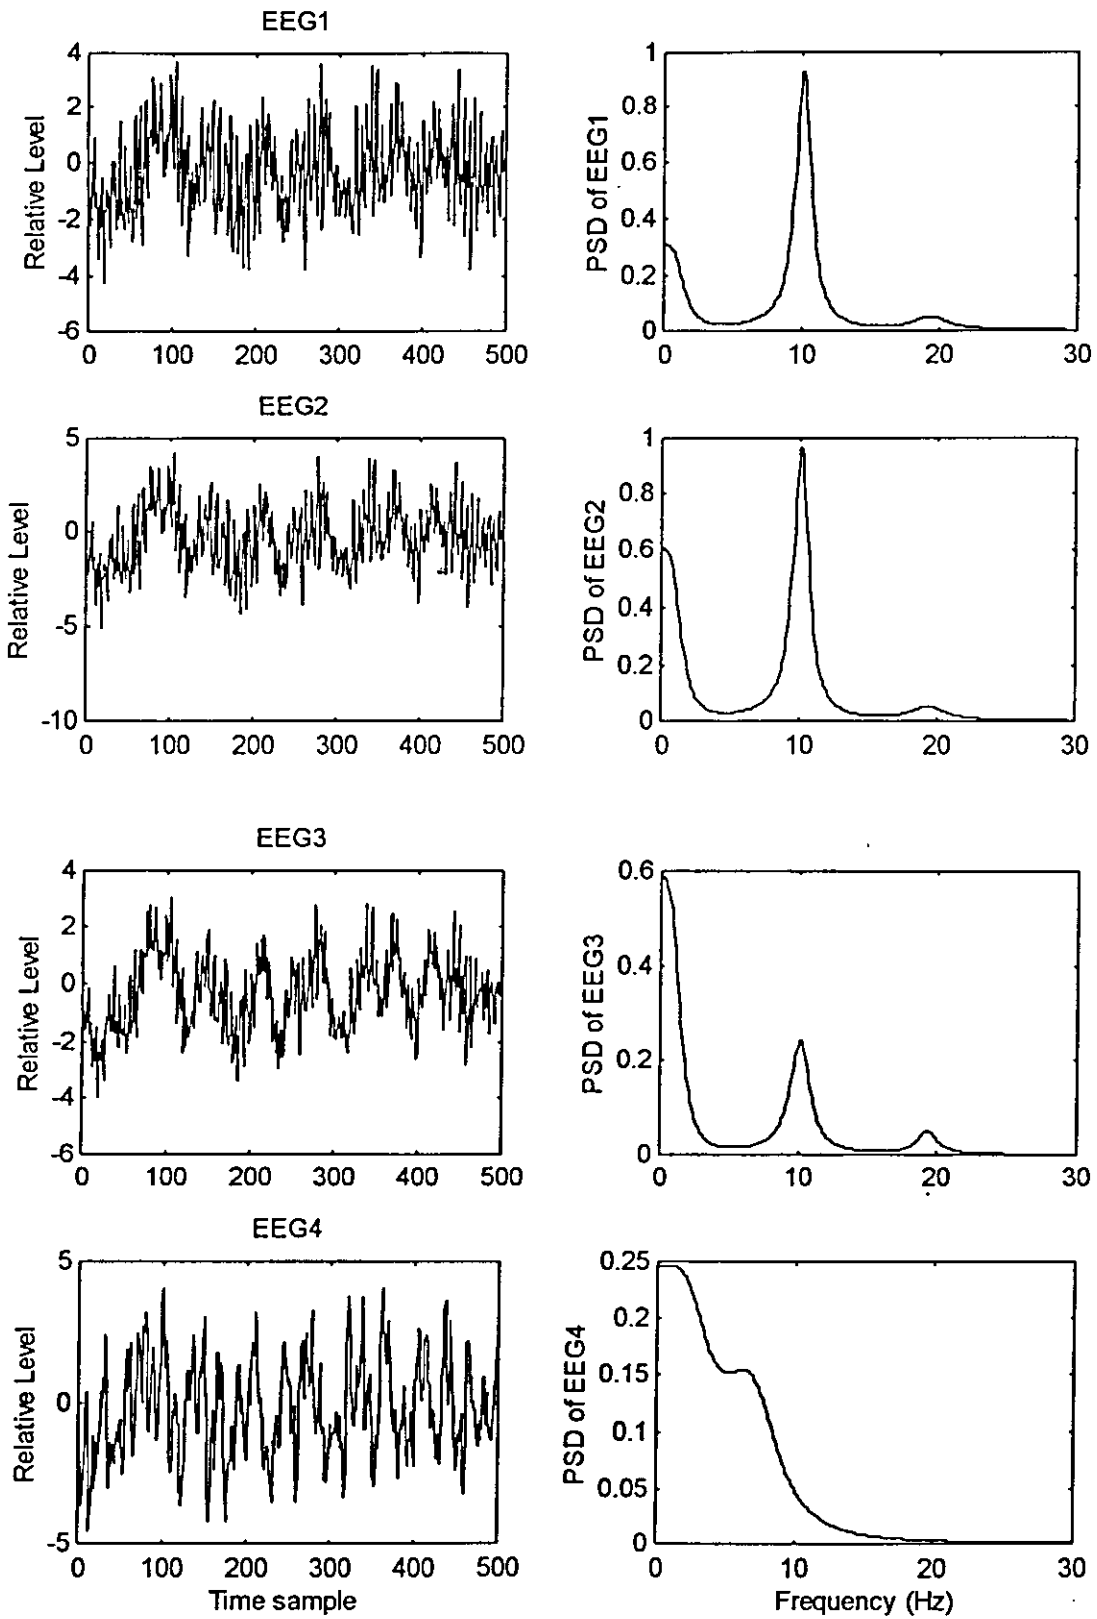 EEG1
4
2
0
-2
-4
-6
Relative Level
0 100 200 300 400 500
1
0.8
0.6
0.4
0.2
0
PSD of EEG1
0 10 20 30
EEG2
5
0
-5
-10
Relative Level
0 100 200 300 400 500
1
0.8
0.6
0.4
0.2
0
PSD of EEG2
0 10 20 30
EEG3
4
2
0
-2
-4
-6
Relative Level
0 100 200 300 400 500
0.6
0.4
0.2
0
PSD of EEG3
0 10 20 30
EEG4
5
0
-5
Relative Level
0 100 200 300 400 500
Time sample
0.25
0.2
0.15
0.1
0.05
0
PSD of EEG4
0 10 20 30
Frequency (Hz)